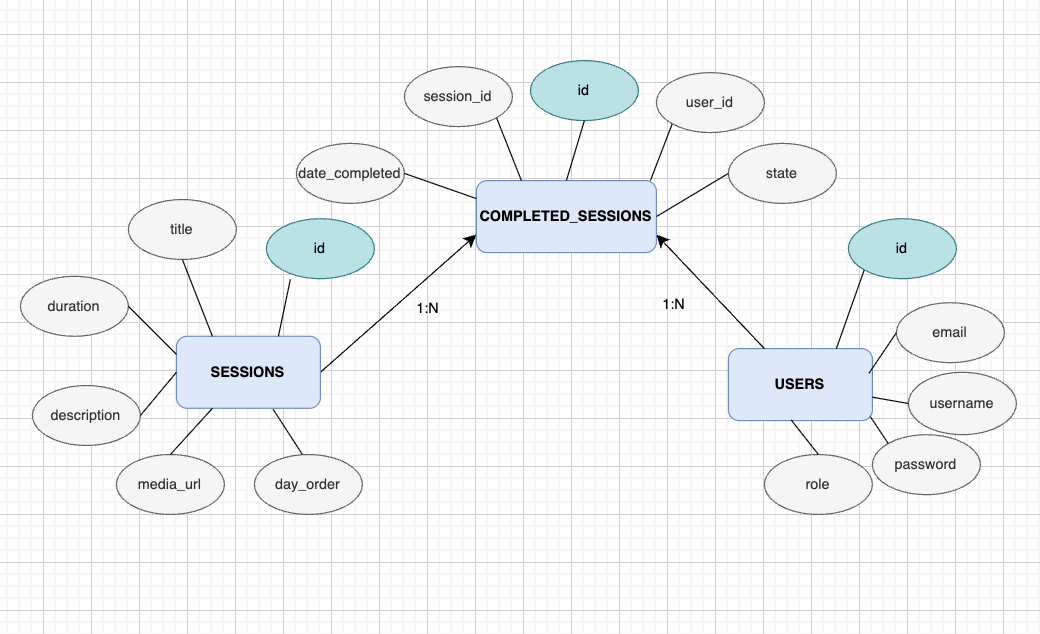 session_id
id
user_id
date_completed
state
COMPLETED_SESSIONS
title
id
id
duration
1:N
1:N
email
SESSIONS
USERS
username
description
password
media_url
day_order
role